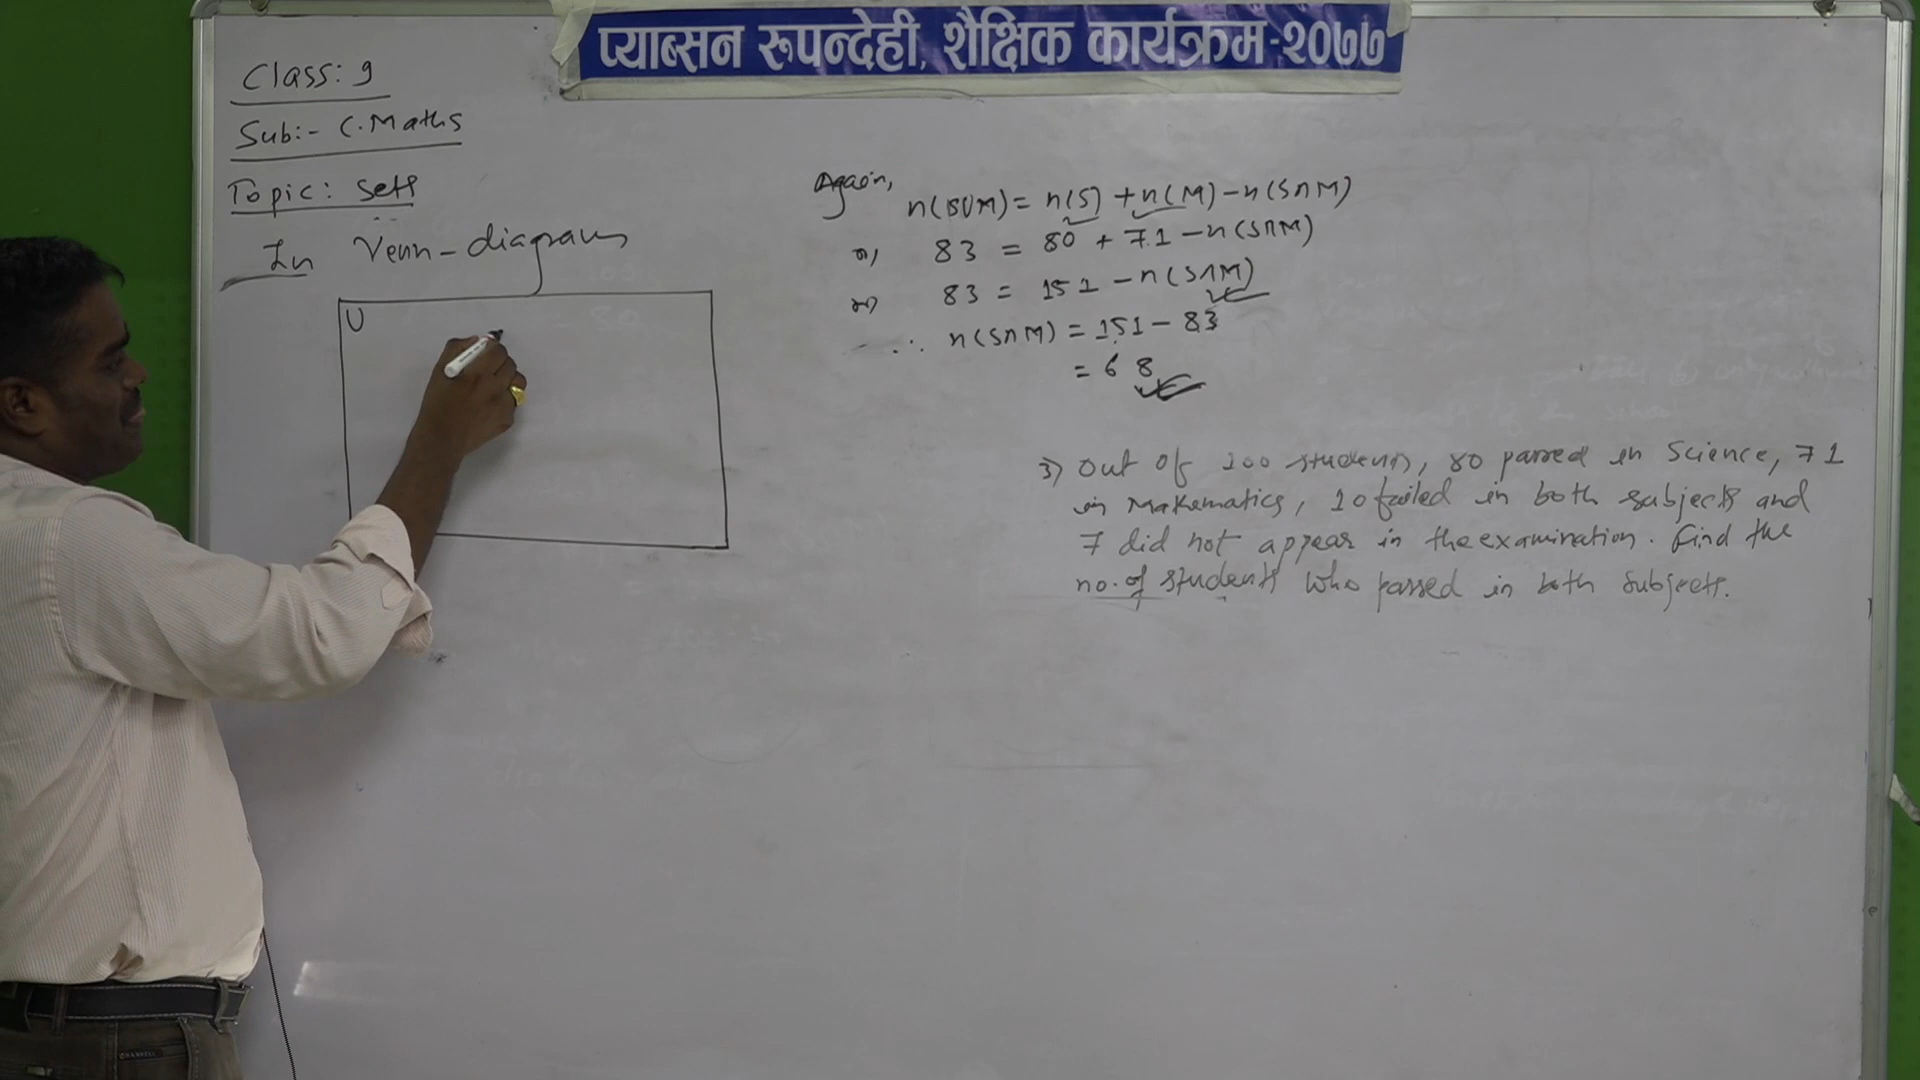 प्याब्सन रूपन्देही, शैक्षिक कार्यक्रम-२०७७
Class: 9
Sub:- C. Maths
Topic: Sets
In Venn-diagram
U
Again,
n(SUM) = n(S) + n(M) - n(S∩M)
or, 83 = 80 + 71 - n(S∩M)
or, 83 = 151 - n(S∩M)
∴ n(S∩M) = 151 - 83
= 68
3) Out of 100 students, 80 passed in Science, 71
in Mathematics, 10 failed in both subjects and
7 did not appear in the examination. Find the
no. of students who passed in both subjects.